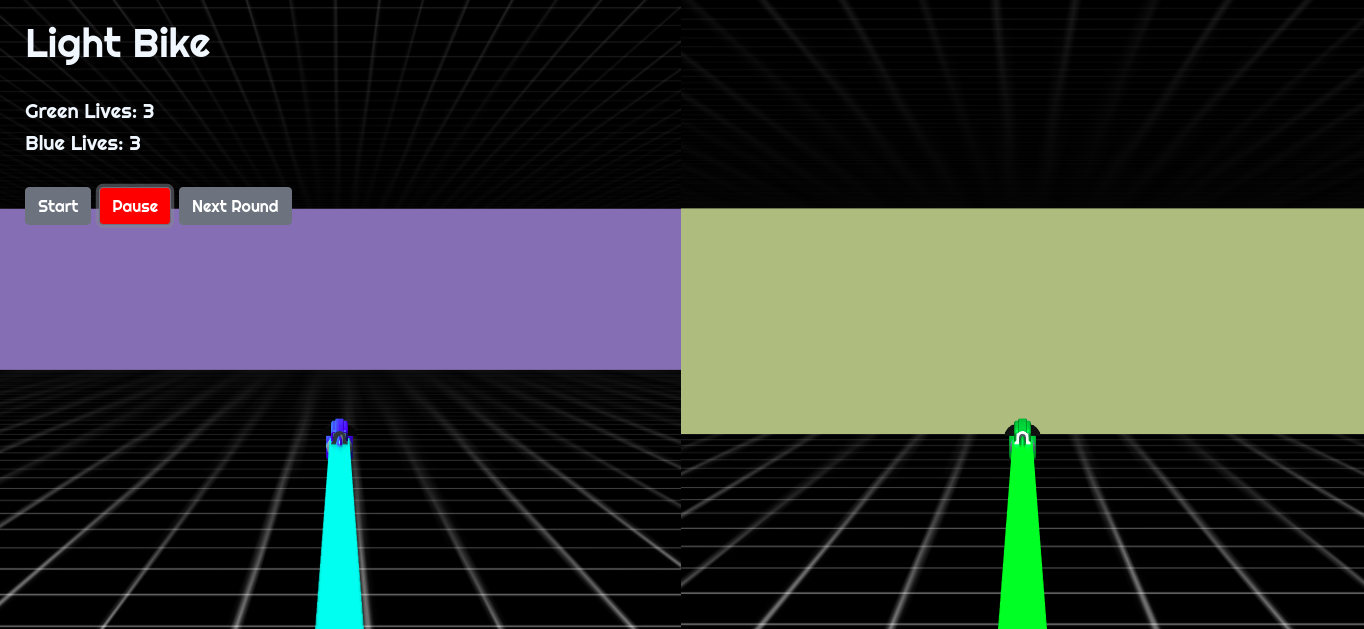 Light Bike
Green Lives: 3
Blue Lives: 3
Start Pause Next Round